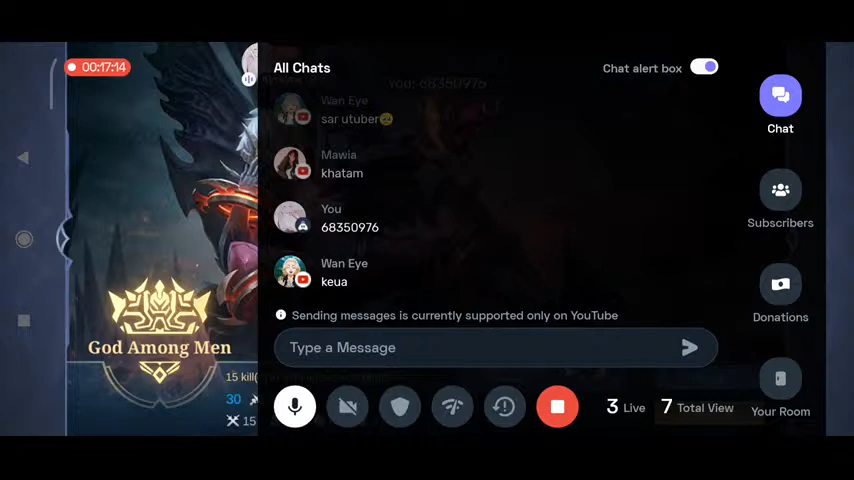 00:17:14
All Chats
Chat alert box
You: 68350976
Wan Eye
sar utuber
Mawia
khatam
You
68350976
Wan Eye
keua
Sending messages is currently supported only on YouTube
Type a Message
Chat
Subscribers
Donations
Your Room
God Among Men
15 kill(
30
15
3 Live
7 Total View